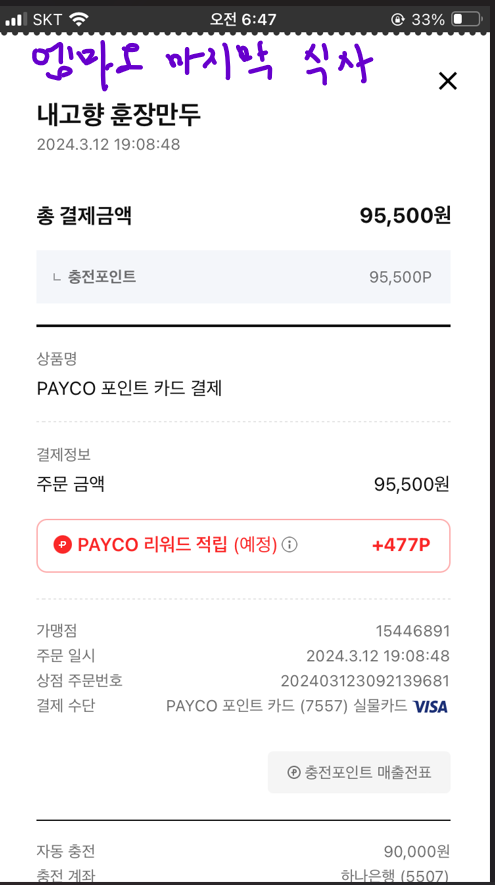 SKT 오전 6:47 33%
엠마오 마지막 식사
내고향 훈장만두
2024.3.12 19:08:48
총 결제금액 95,500원
ㄴ 충전포인트 95,500P
상품명
PAYCO 포인트 카드 결제
결제정보
주문 금액 95,500원
PAYCO 리워드 적립 (예정) +477P
가맹점 15446891
주문 일시 2024.3.12 19:08:48
상점 주문번호 202403123092139681
결제 수단 PAYCO 포인트 카드 (7557) 실물카드 VISA
충전포인트 매출전표
자동 충전 90,000원
충전 계좌 하나은행 (5507)